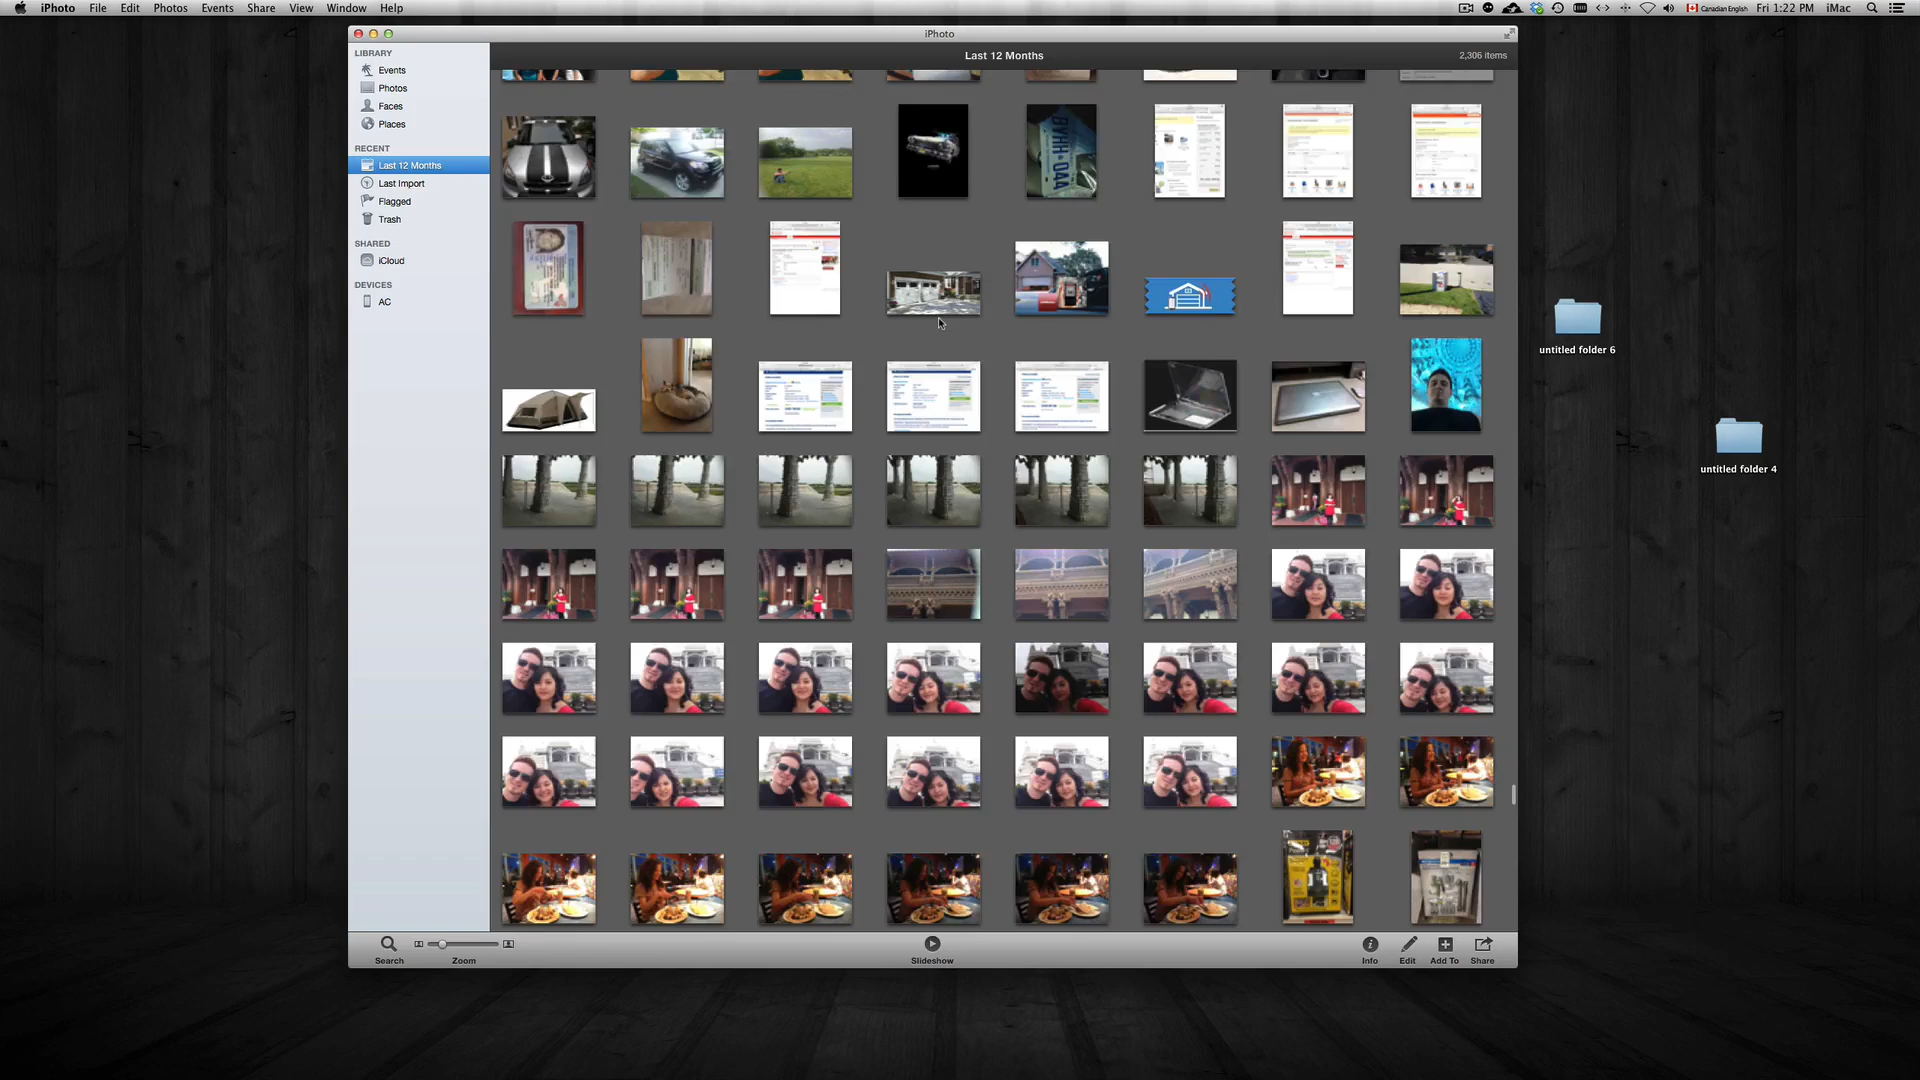 iPhoto File Edit Photos Events Share View Window Help
Canadian English Fri 1:22 PM iMac
iPhoto
Last 12 Months
2,306 items
LIBRARY
Events
Photos
Faces
Places
RECENT
Last 12 Months
Last Import
Flagged
Trash
SHARED
iCloud
DEVICES
AC
untitled folder 6
untitled folder 4
Search Zoom Slideshow Info Edit Add To Share